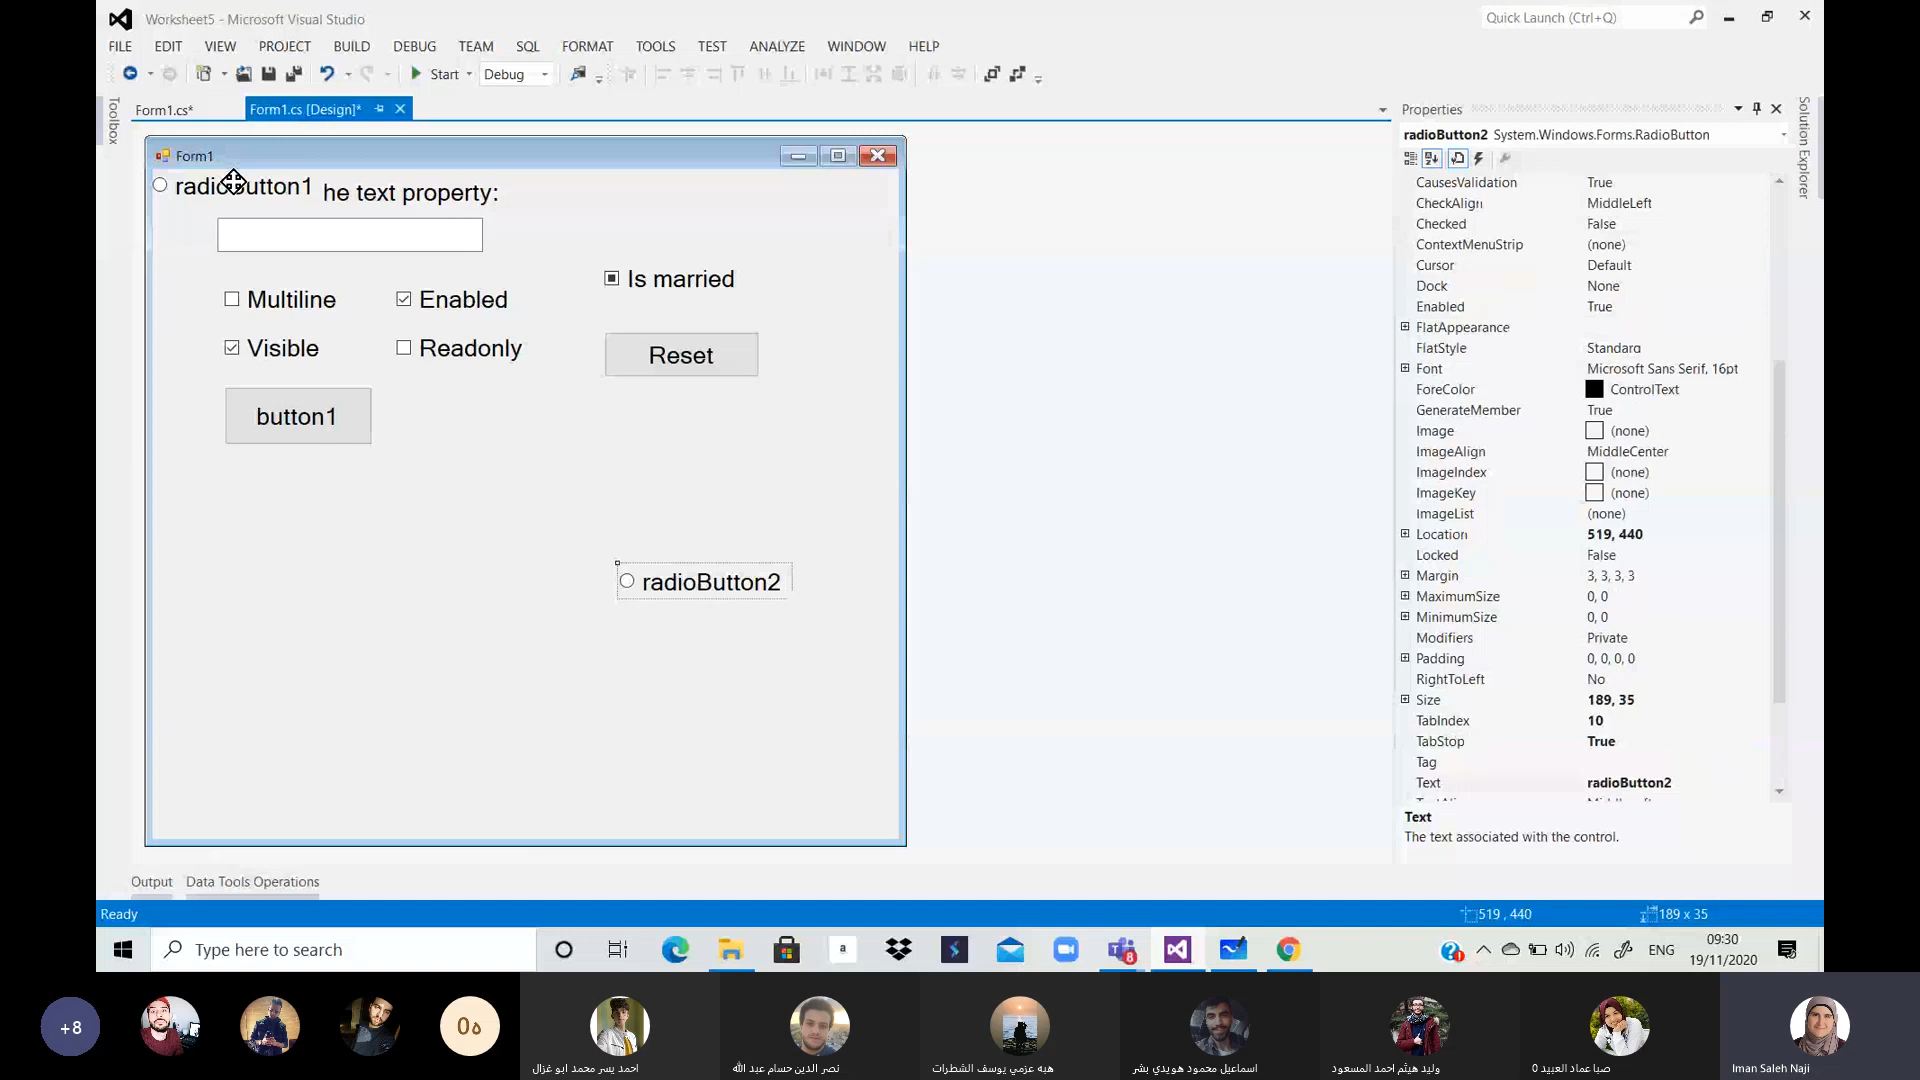 Worksheet5 - Microsoft Visual Studio
Quick Launch (Ctrl+Q)
FILE EDIT VIEW PROJECT BUILD DEBUG TEAM SQL FORMAT TOOLS TEST ANALYZE WINDOW HELP
Start Debug
Toolbox
Form1.cs* Form1.cs [Design]*
Form1
radioButton1 he text property:
Is married
Multiline Enabled
Visible Readonly
Reset
button1
radioButton2
Properties
Solution Explorer
radioButton2 System.Windows.Forms.RadioButton
CausesValidation True
CheckAlign MiddleLeft
Checked False
ContextMenuStrip (none)
Cursor Default
Dock None
Enabled True
FlatAppearance
FlatStyle Standard
Font Microsoft Sans Serif, 16pt
ForeColor ControlText
GenerateMember True
Image (none)
ImageAlign MiddleCenter
ImageIndex (none)
ImageKey (none)
ImageList (none)
Location 519, 440
Locked False
Margin 3, 3, 3, 3
MaximumSize 0, 0
MinimumSize 0, 0
Modifiers Private
Padding 0, 0, 0, 0
RightToLeft No
Size 189, 35
TabIndex 10
TabStop True
Tag
Text radioButton2
Text
The text associated with the control.
Output Data Tools Operations
Ready 519 , 440 189 x 35
Type here to search
a
8
ENG
09:30
19/11/2020
+8
احمد يسر محمد ابو غزال
نصر الدين حسام عبد الله
هبه عزمي يوسف الشطرات
اسماعيل محمود هويدي بشر
وليد هيثم احمد المسعود
صبا عماد العبيد 0
Iman Saleh Naji